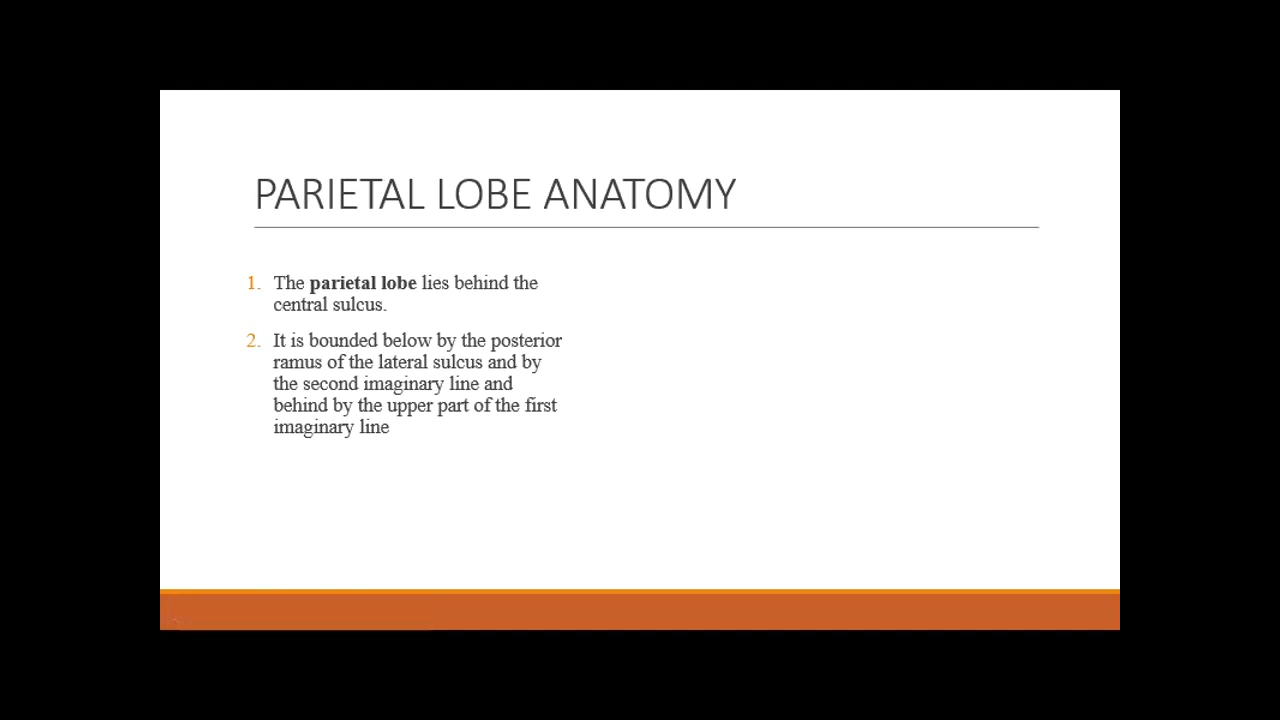 PARIETAL LOBE ANATOMY
1. The parietal lobe lies behind the
central sulcus.
2. It is bounded below by the posterior
ramus of the lateral sulcus and by
the second imaginary line and
behind by the upper part of the first
imaginary line